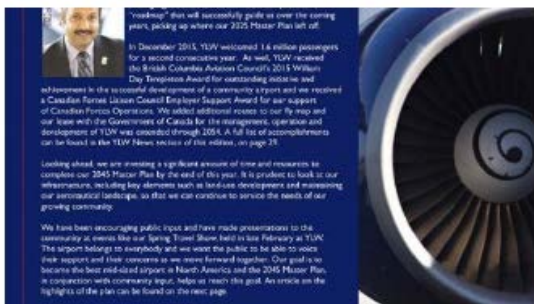 "roadmap" that will successfully guide us over the coming
years, picking up where our 2025 Master Plan left off.
In December 2015, YLW welcomed 1.6 million passengers
for a second consecutive year. As well, YLW received
the British Columbia Aviation Council's 2015 William
Day Templeton Award for outstanding initiative and
achievement in the successful development of a community airport and we received
a Canadian Forces Liaison Council Employer Support Award for our support
of Canadian Forces Operations. We added additional routes to our fly map and
our lease with the Government of Canada for the management, operation and
development of YLW was extended through 2054. A full list of accomplishments
can be found in the YLW News section of this edition, on page 29.
Looking ahead, we are investing a significant amount of time and resources to
complete our 2045 Master Plan by the end of this year. It is prudent to look at our
infrastructure, including key elements such as land-use development and maintaining
our aeronautical landscape, so that we can continue to service the needs of our
growing community.
We have been encouraging public input and have made presentations to the
community at events like our Spring Travel Show, held in late February at YLW.
The airport belongs to everybody and we want the public to be able to voice
their support and their concerns as we move forward together. Our goal is to
become the best mid-sized airport in North America and the 2045 Master Plan,
in conjunction with community input, helps us reach this goal. An article on the
highlights of the plan can be found on the next page.